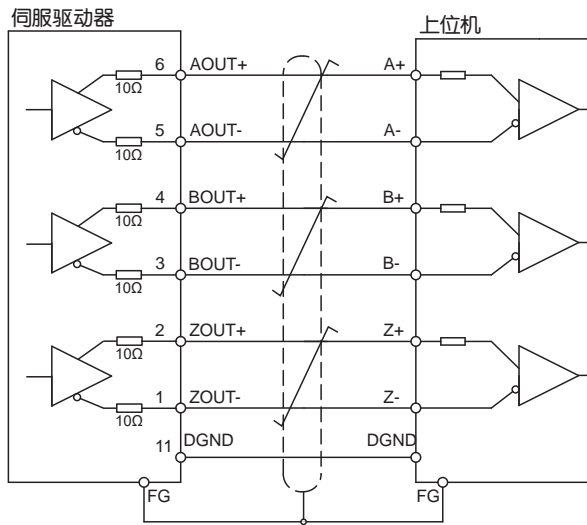 伺服驱动器
上位机
6 AOUT+ A+
10Ω
5 AOUT- A-
10Ω
4 BOUT+ B+
10Ω
3 BOUT- B-
10Ω
2 ZOUT+ Z+
10Ω
1 ZOUT- Z-
10Ω
11 DGND DGND
FG FG